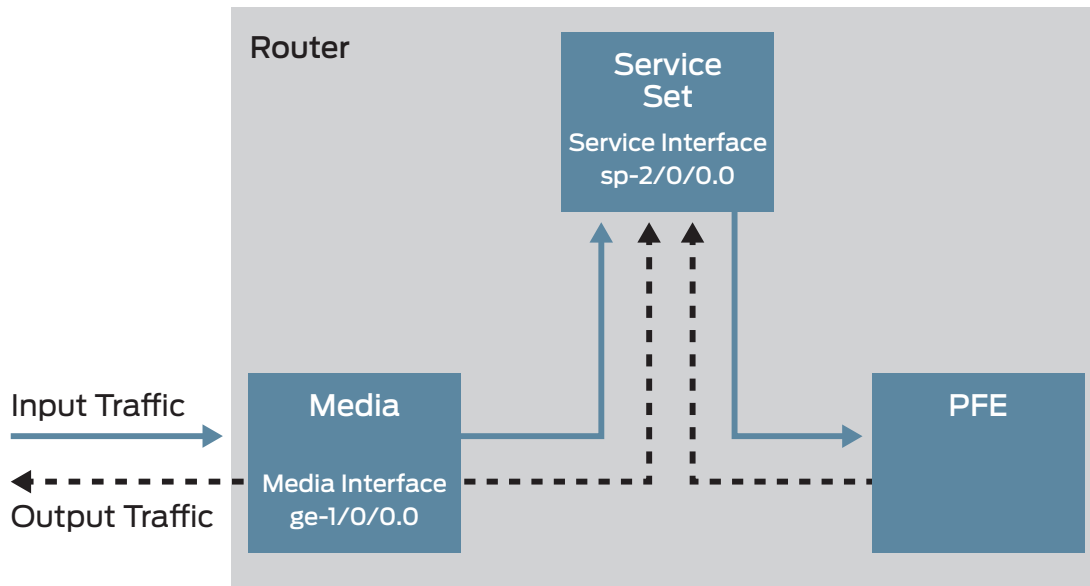 Router
Service
Set
Service Interface
sp-2/0/0.0
Input Traffic
Output Traffic
Media
Media Interface
ge-1/0/0.0
PFE